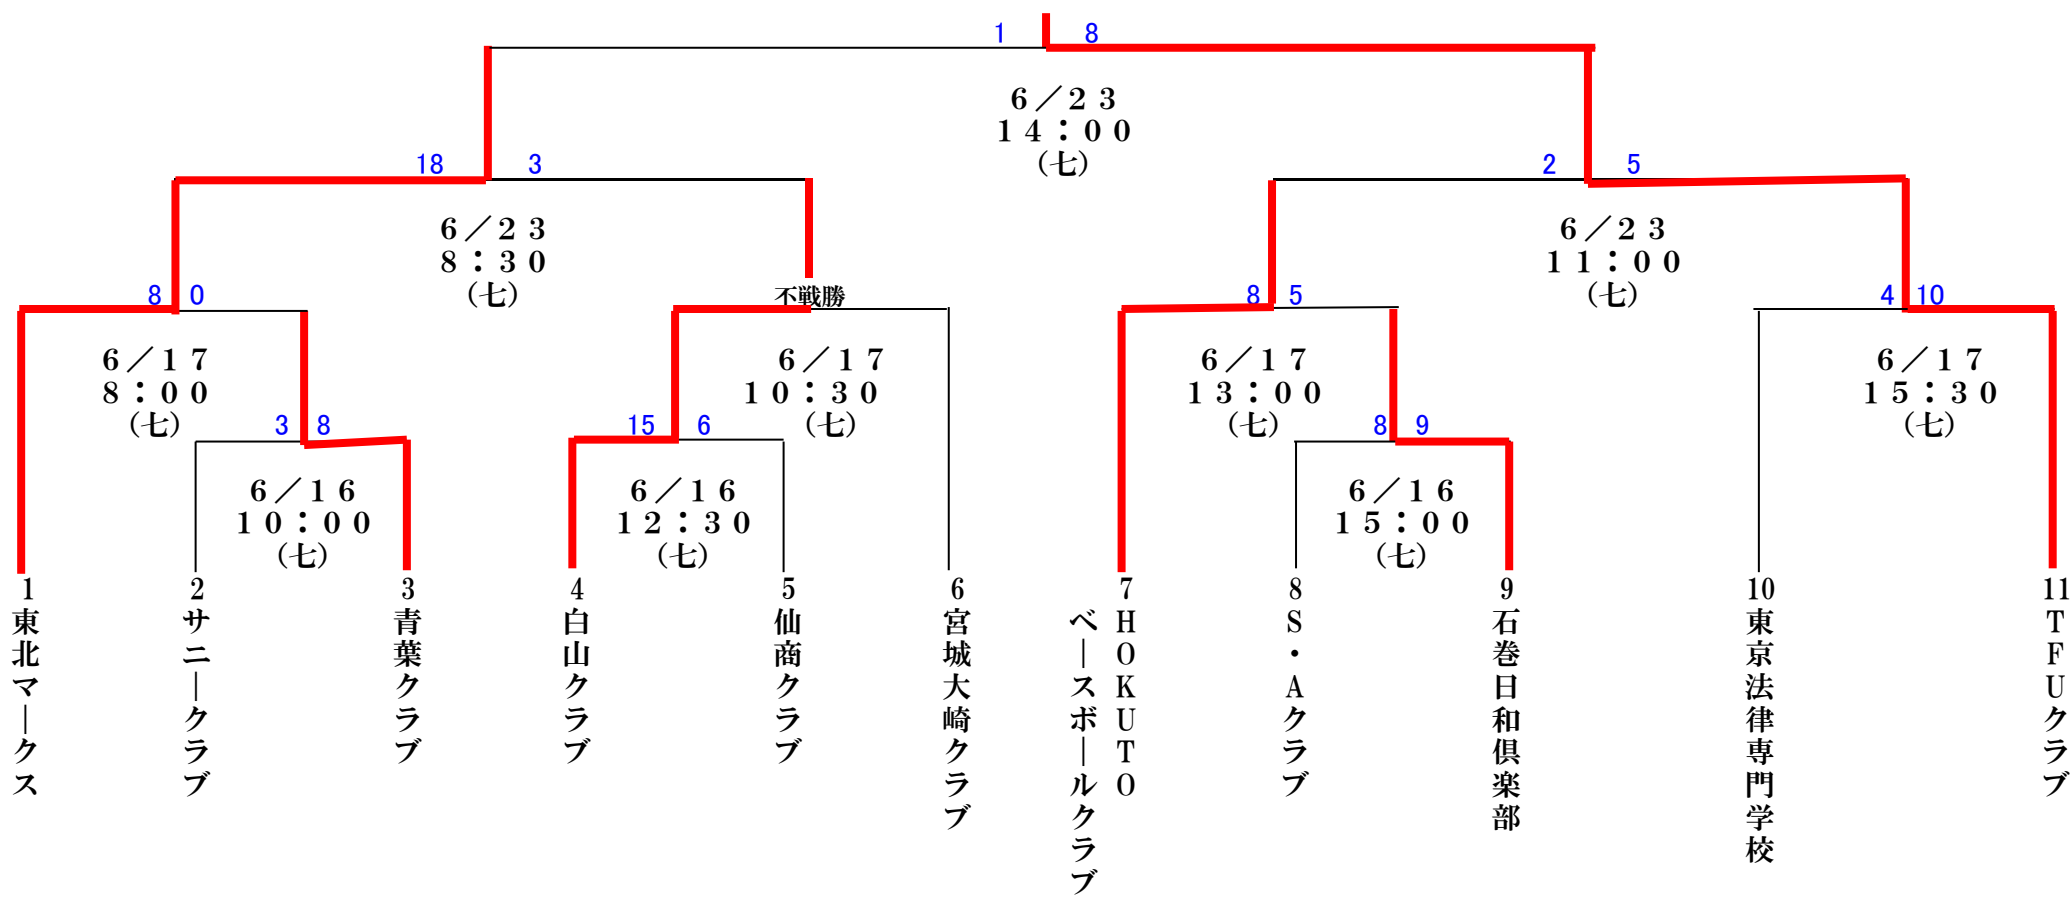 1 8
6/23
14:00
(七)
18 3
2 5
6/23
8:30
(七)
6/23
11:00
(七)
8 0
不戦勝
8 5
4 10
6/17
8:00
(七)
6/17
10:30
(七)
6/17
13:00
(七)
6/17
15:30
(七)
3 8
15 6
8 9
6/16
10:00
(七)
6/16
12:30
(七)
6/16
15:00
(七)
1
東北マークス
2
サニークラブ
3
青葉クラブ
4
白山クラブ
5
仙商クラブ
6
宮城大崎クラブ
7
HOKUTO
ベースボールクラブ
8
S・Aクラブ
9
石巻日和倶楽部
10
東京法律専門学校
11
TFUクラブ